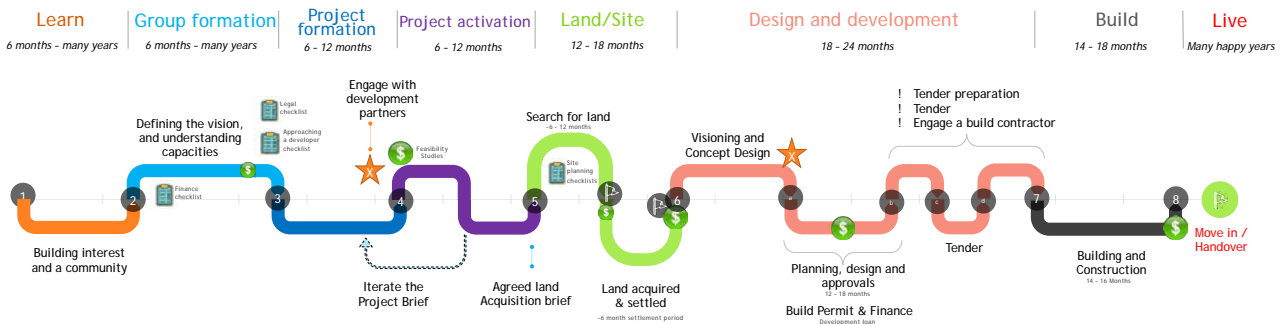 Learn
6 months – many years
Group formation
6 months – many years
Project
formation
6 – 12 months
Project activation
6 – 12 months
Land/Site
12 – 18 months
Design and development
18 – 24 months
Build
14 – 18 months
Live
Many happy years
1
Building interest
and a community
2
Defining the vision,
and understanding
capacities
Legal
checklist
Approaching
a developer
checklist
Finance
checklist
$
3
Engage with
development
partners
X
Iterate the
Project Brief
4
$
Feasibility
Studies
5
Agreed land
Acquisition brief
Search for land
~6 – 12 months
Site
planning
checklists
$
Land acquired
& settled
~6 month settlement period
6
$
Visioning and
Concept Design
X
a
$
Planning, design and
approvals
12 – 18 months
Build Permit & Finance
Development loan
b
c
d
Tender
! Tender preparation
! Tender
! Engage a build contractor
7
Building and
Construction
14 – 16 Months
8
$
Move in /
Handover